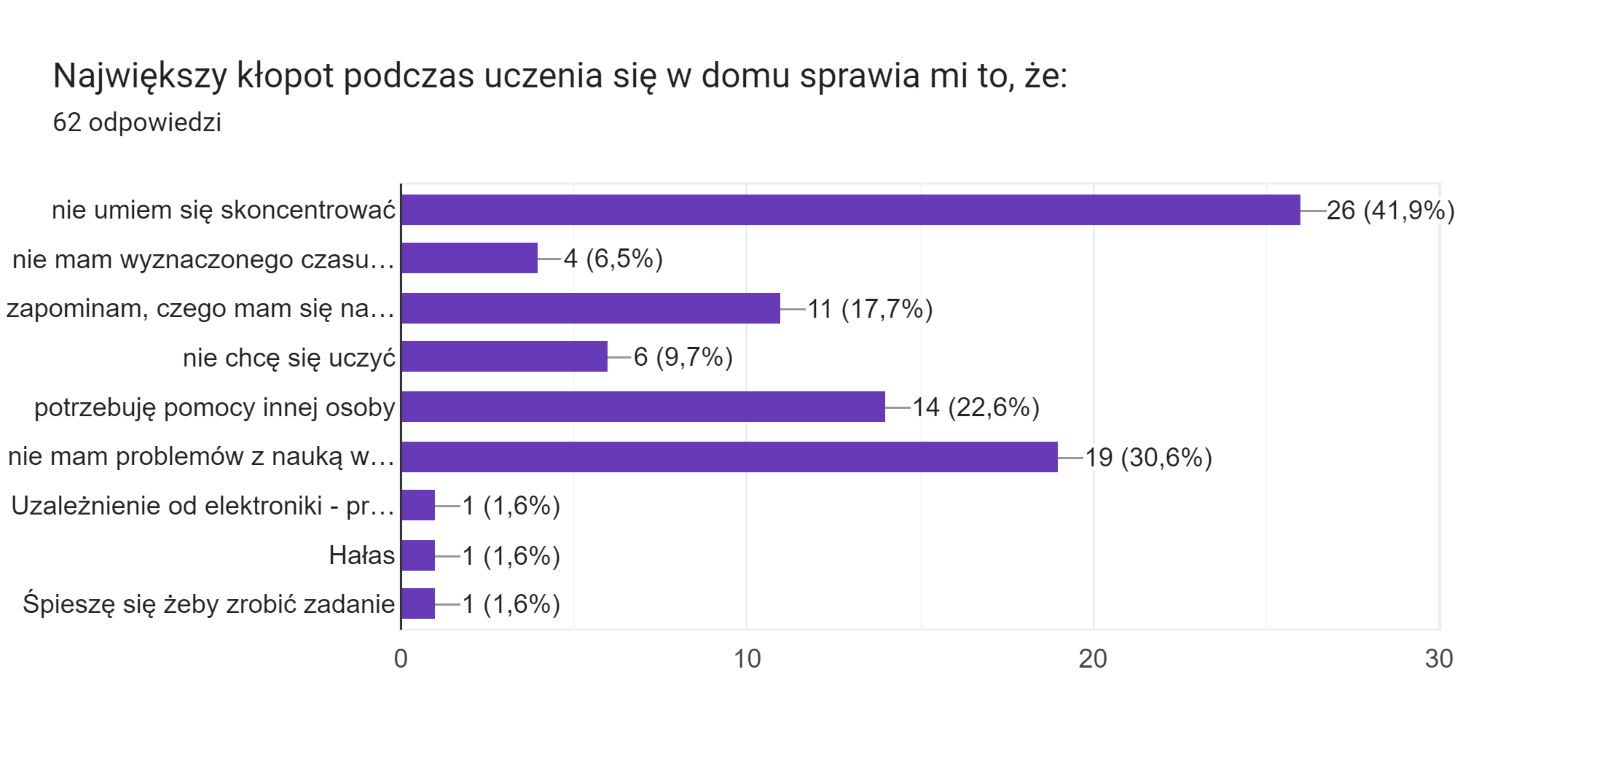 Największy kłopot podczas uczenia się w domu sprawia mi to, że:
62 odpowiedzi
nie umiem się skoncentrować 26 (41,9%)
nie mam wyznaczonego czasu… 4 (6,5%)
zapominam, czego mam się na… 11 (17,7%)
nie chcę się uczyć 6 (9,7%)
potrzebuję pomocy innej osoby 14 (22,6%)
nie mam problemów z nauką w… 19 (30,6%)
Uzależnienie od elektroniki - pr… 1 (1,6%)
Hałas 1 (1,6%)
Śpieszę się żeby zrobić zadanie 1 (1,6%)
0 10 20 30